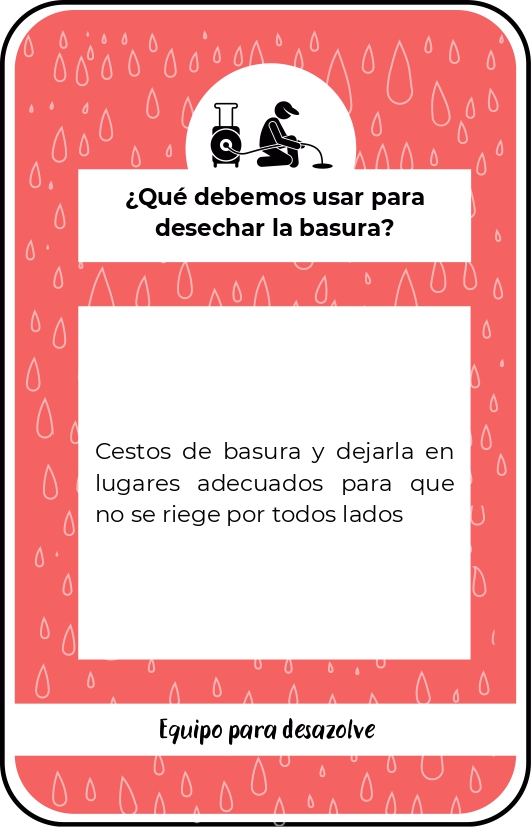 ¿Qué debemos usar para
desechar la basura?
Cestos de basura y dejarla en
lugares adecuados para que
no se riege por todos lados
Equipo para desazolve